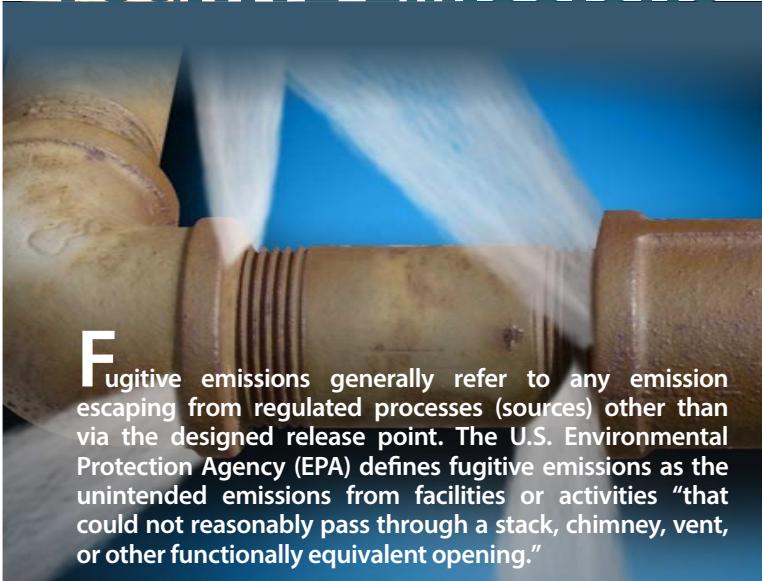 Fugitive emissions generally refer to any emission
escaping from regulated processes (sources) other than
via the designed release point. The U.S. Environmental
Protection Agency (EPA) defines fugitive emissions as the
unintended emissions from facilities or activities “that
could not reasonably pass through a stack, chimney, vent,
or other functionally equivalent opening.”